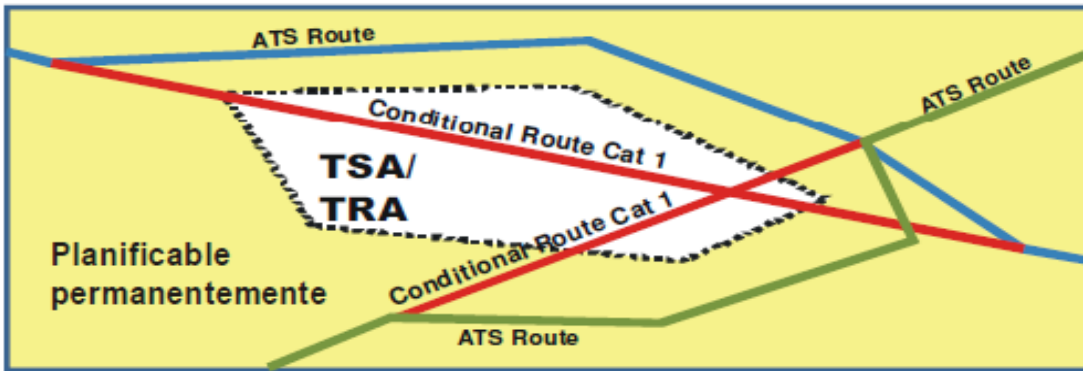 ATS Route
ATS Route
Conditional Route Cat 1
TSA/
TRA
Conditional Route Cat 1
Planificable
permanentemente
ATS Route